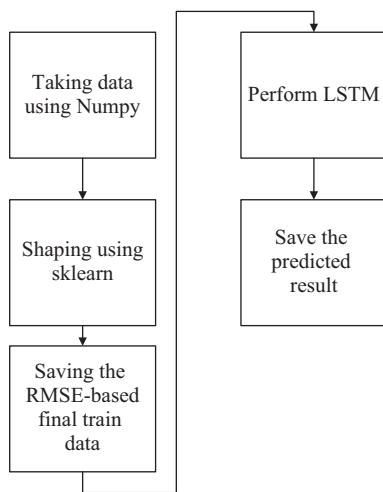 Taking data
using Numpy
Shaping using
sklearn
Saving the
RMSE-based
final train
data
Perform LSTM
Save the
predicted
result